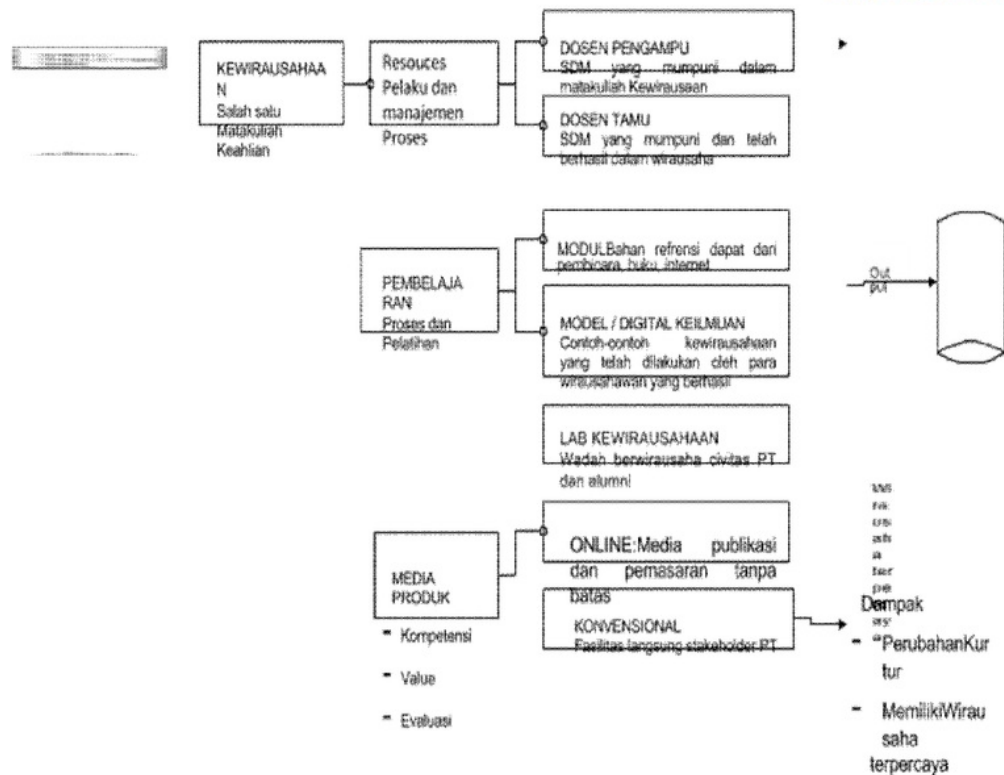 KEWIRAUSAHAA
N
Salah satu
Matakuliah
Keahlian
Resouces
Pelaku dan
manajemen
Proses
DOSEN PENGAMPU
SDM yang mumpuni dalam
matakuliah Kewirausaan
DOSEN TAMU
SDM yang mumpuni dan telah
berhasil dalam wirausaha
PEMBELAJA
RAN
Proses dan
Pelatihan
MODULBahan refrensi dapat dari
pembicara, buku, internet
MODEL / DIGITAL KEILMUAN
Contoh-contoh kewirausahaan
yang telah dilakukan oleh para
wirausahawan yang berhasil
Out
put
LAB KEWIRAUSAHAAN
Wadah berwirausaha civitas PT
dan alumni
MEDIA
PRODUK
- Kompetensi
- Value
- Evaluasi
ONLINE:Media publikasi
dan pemasaran tanpa
batas
KONVENSIONAL
Fasilitas langsung stakeholder PT
Dampak
- PerubahanKur
tur
- MemilikiWirau
saha
terpercaya